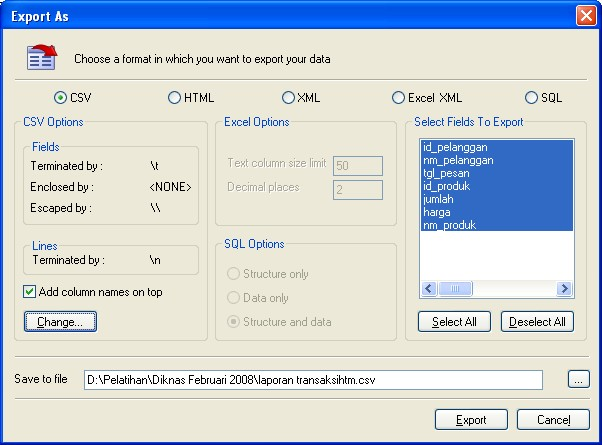 Export As
Choose a format in which you want to export your data
CSV HTML XML Excel XML SQL
CSV Options
Fields
Terminated by : \t
Enclosed by : <NONE>
Escaped by : \\
Lines
Terminated by : \n
Add column names on top
Change...
Excel Options
Text column size limit 50
Decimal places 2
SQL Options
Structure only
Data only
Structure and data
Select Fields To Export
id_pelanggan
nm_pelanggan
tgl_pesan
id_produk
jumlah
harga
nm_produk
Select All Deselect All
Save to file D:\Pelatihan\Diknas Februari 2008\laporan transaksihtm.csv ...
Export Cancel